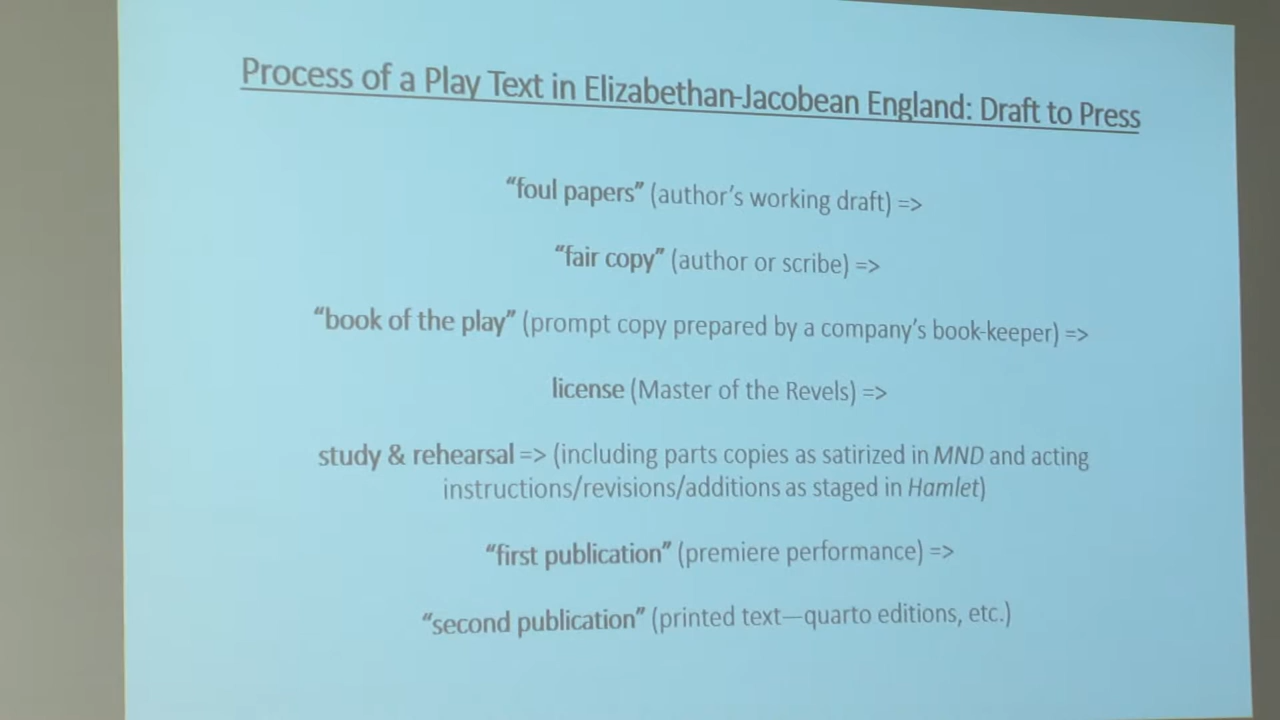 Process of a Play Text in Elizabethan-Jacobean England: Draft to Press
“foul papers” (author’s working draft) =>
“fair copy” (author or scribe) =>
“book of the play” (prompt copy prepared by a company’s book-keeper) =>
license (Master of the Revels) =>
study & rehearsal => (including parts copies as satirized in MND and acting
instructions/revisions/additions as staged in Hamlet)
“first publication” (premiere performance) =>
“second publication” (printed text—quarto editions, etc.)